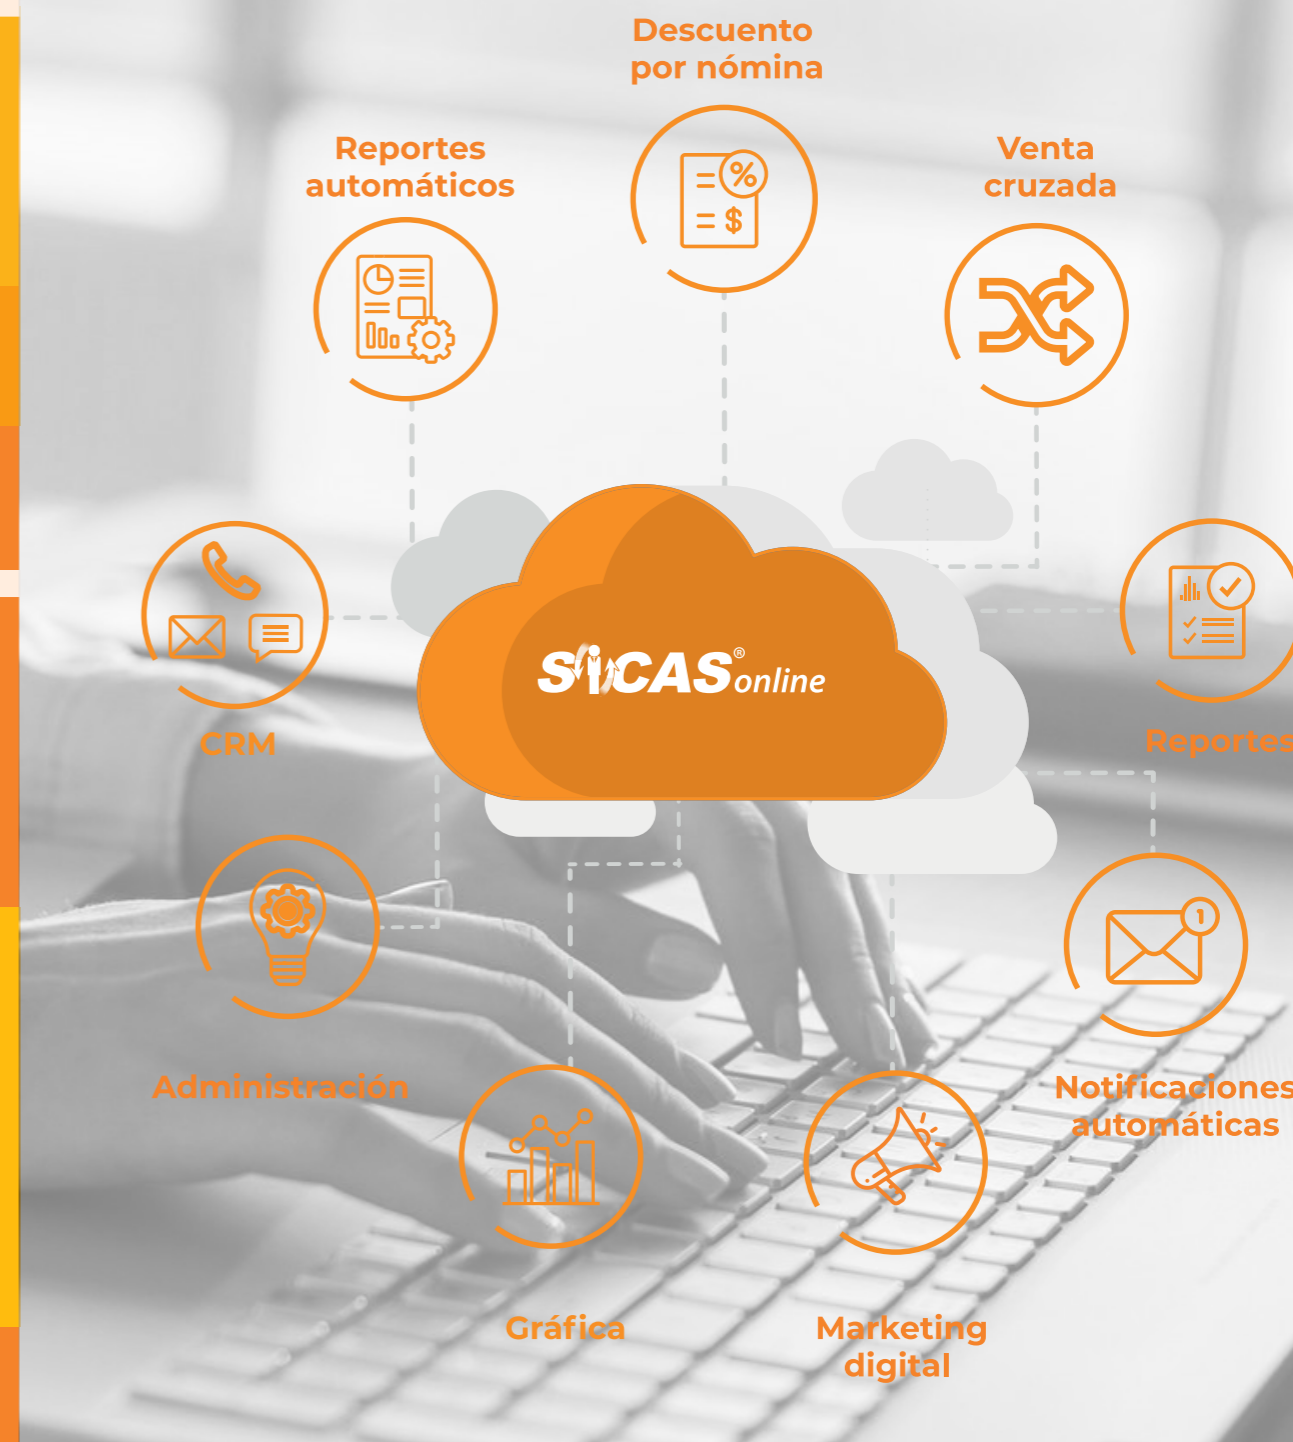 Descuento
por nómina
Reportes
automáticos
Venta
cruzada
SICAS® online
CRM
Reportes
Administración
Notificaciones
automáticas
Gráfica
Marketing
digital